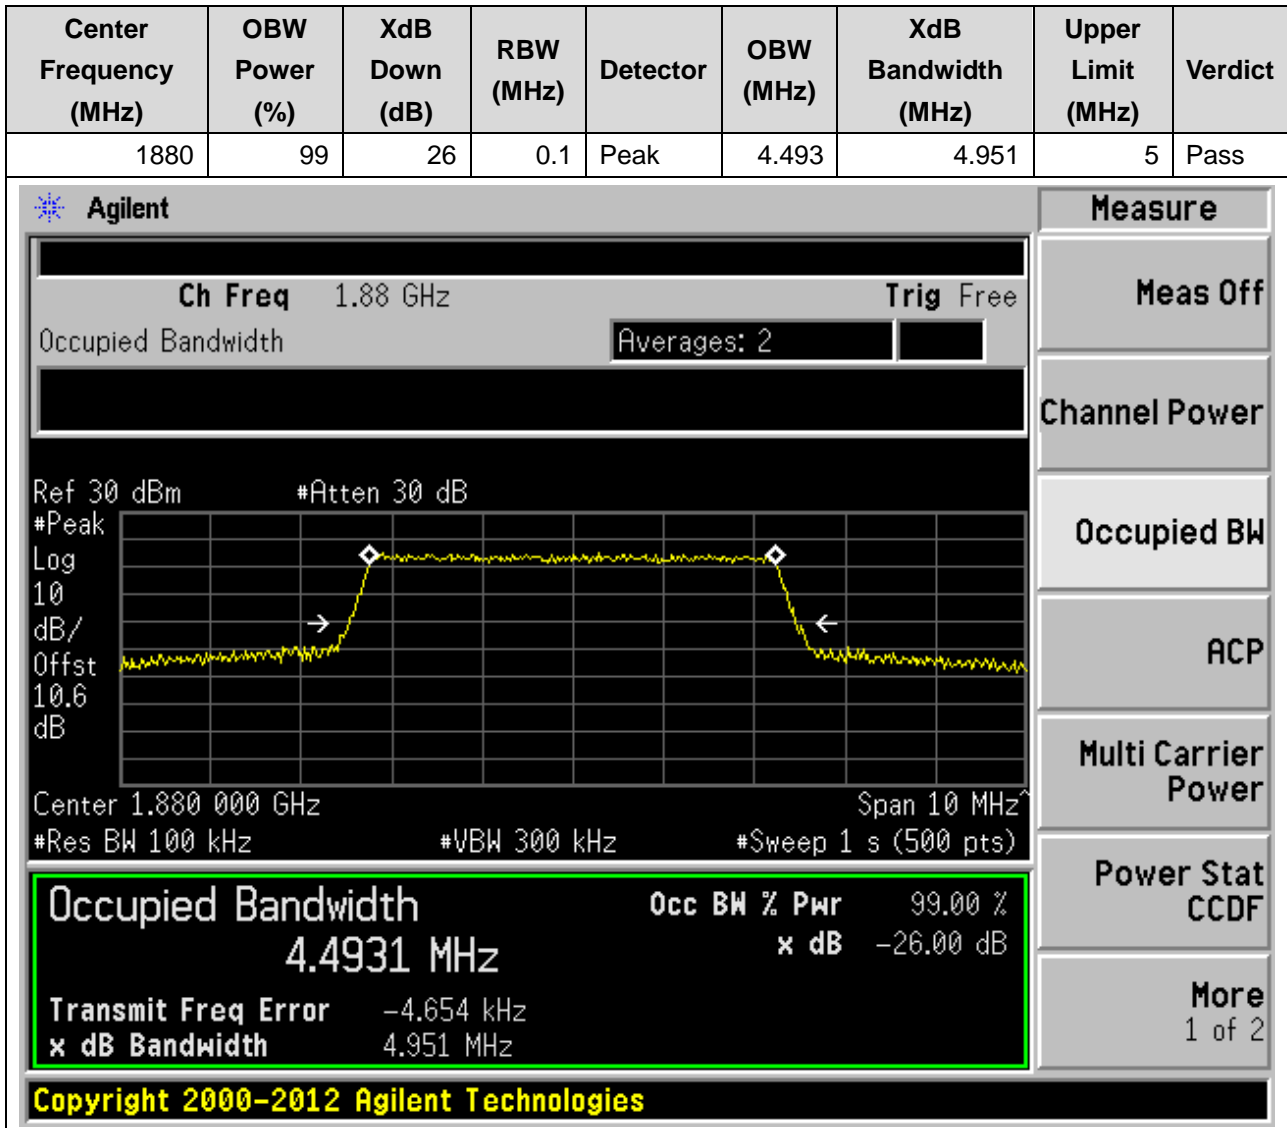 Center Frequency (MHz) OBW Power (%) XdB Down (dB) RBW (MHz) Detector OBW (MHz) XdB Bandwidth (MHz) Upper Limit (MHz) Verdict
1880 99 26 0.1 Peak 4.493 4.951 5 Pass
Agilent
Measure
Ch Freq 1.88 GHz Trig Free
Meas Off
Occupied Bandwidth Averages: 2
Channel Power
Ref 30 dBm #Atten 30 dB
#Peak
Log
10
dB/
Offst
10.6
dB
Occupied BW
ACP
Multi Carrier
Power
Center 1.880 000 GHz Span 10 MHz^
#Res BW 100 kHz #VBW 300 kHz #Sweep 1 s (500 pts)
Power Stat
CCDF
Occupied Bandwidth Occ BW % Pwr 99.00 %
4.4931 MHz x dB -26.00 dB
Transmit Freq Error -4.654 kHz
x dB Bandwidth 4.951 MHz
More
1 of 2
Copyright 2000-2012 Agilent Technologies